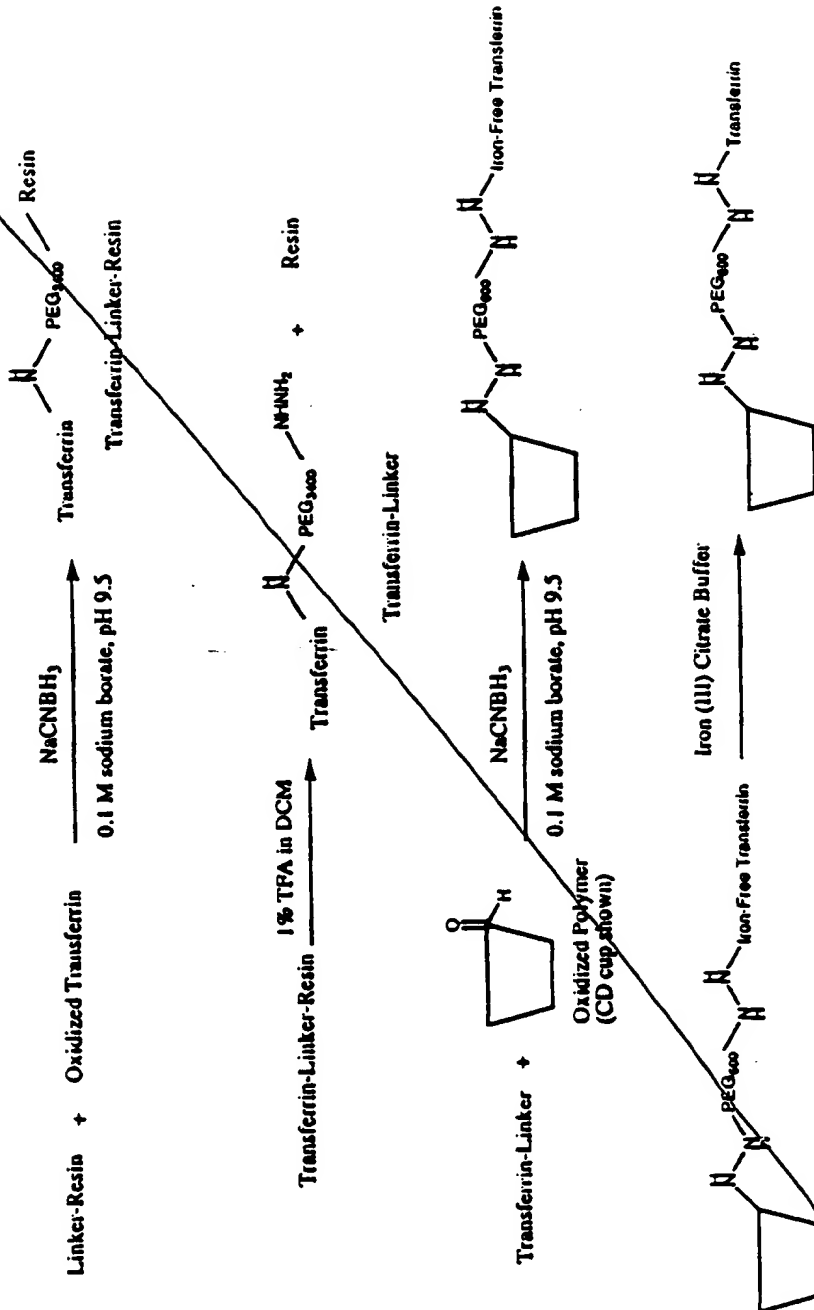 Linker-Resin + Oxidized Transferrin
NaCNBH3
0.1 M sodium borate, pH 9.5
H
N
Transferrin
PEG3400
Resin
Transferrin-Linker-Resin
Transferrin-Linker-Resin
1% TFA in DCM
H
N
Transferrin
PEG3400
NHNH2
+ Resin
Transferrin-Linker
Transferrin-Linker +
O
H
Oxidized Polymer
(CD cup shown)
NaCNBH3
0.1 M sodium borate, pH 9.5
H
N
N
H
PEG600
H
N
N
H
Iron-Free Transferrin
H
N
N
H
PEG600
H
N
N
H
Iron-Free Transferrin
Iron (III) Citrate Buffer
H
N
N
H
PEG600
H
N
N
H
Transferrin